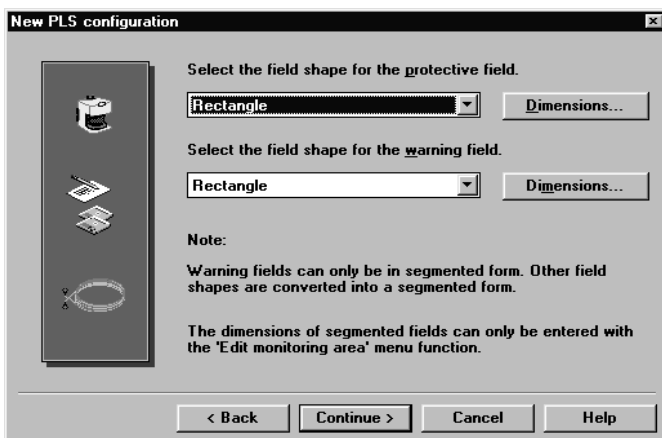 New PLS configuration
Select the field shape for the protective field.
Rectangle
Dimensions...
Select the field shape for the warning field.
Rectangle
Dimensions...
Note:
Warning fields can only be in segmented form. Other field
shapes are converted into a segmented form.
The dimensions of segmented fields can only be entered with
the 'Edit monitoring area' menu function.
< Back
Continue >
Cancel
Help